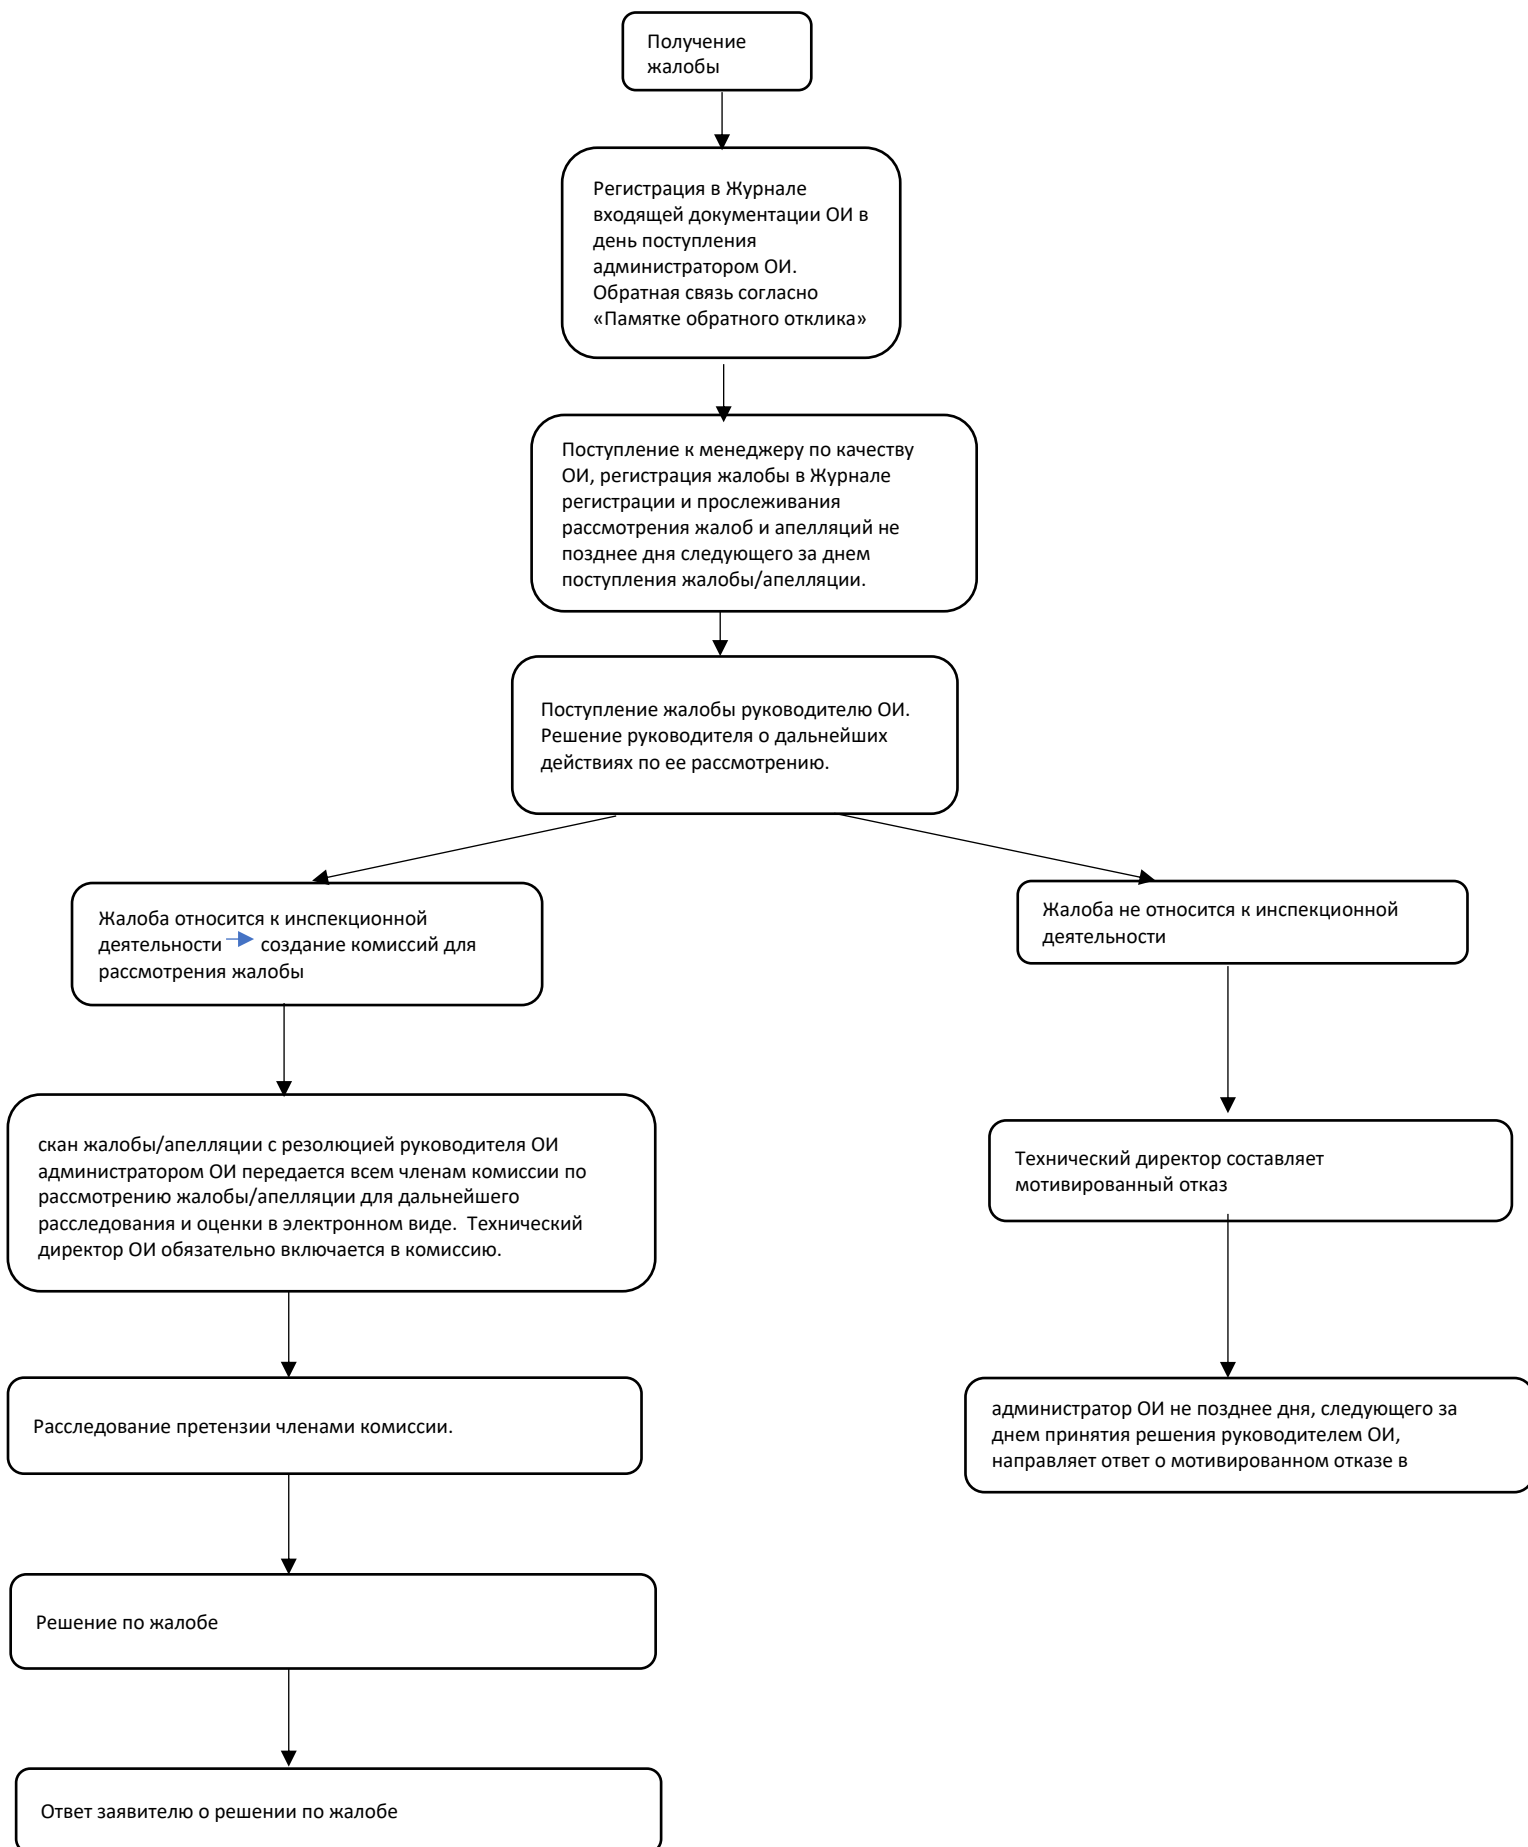 Получение
жалобы
Регистрация в Журнале
входящей документации ОИ в
день поступления
администратором ОИ.
Обратная связь согласно
«Памятке обратного отклика»
Поступление к менеджеру по качеству
ОИ, регистрация жалобы в Журнале
регистрации и прослеживания
рассмотрения жалоб и апелляций не
позднее дня следующего за днем
поступления жалобы/апелляции.
Поступление жалобы руководителю ОИ.
Решение руководителя о дальнейших
действиях по ее рассмотрению.
Жалоба относится к инспекционной
деятельности создание комиссий для
рассмотрения жалобы
Жалоба не относится к инспекционной
деятельности
скан жалобы/апелляции с резолюцией руководителя ОИ
администратором ОИ передается всем членам комиссии по
рассмотрению жалобы/апелляции для дальнейшего
расследования и оценки в электронном виде.  Технический
директор ОИ обязательно включается в комиссию.
Технический директор составляет
мотивированный отказ
Расследование претензии членами комиссии.
администратор ОИ не позднее дня, следующего за
днем принятия решения руководителем ОИ,
направляет ответ о мотивированном отказе в
Решение по жалобе
Ответ заявителю о решении по жалобе